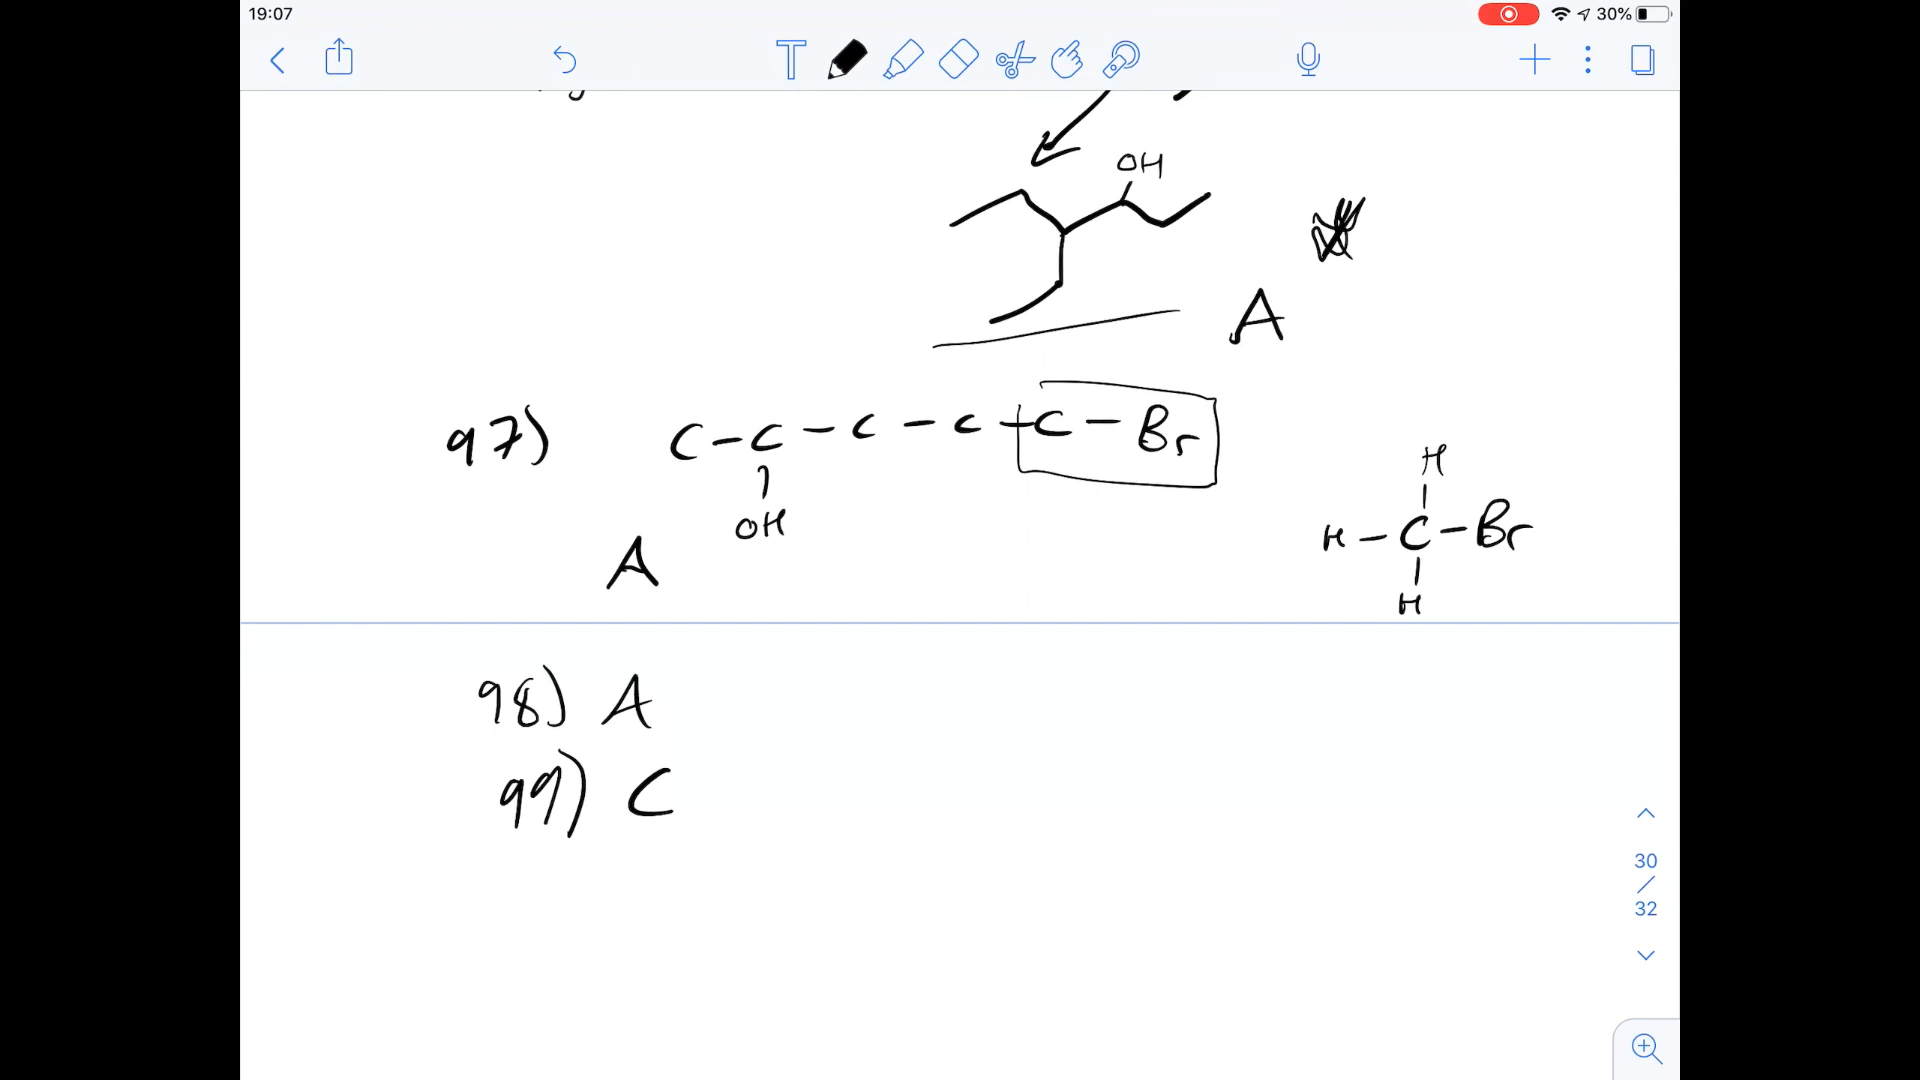 19:07
30%
T
OH
A
97) C-C-C-C-C-Br
OH
A
H
H-C-Br
H
98) A
99) C
30
/
32